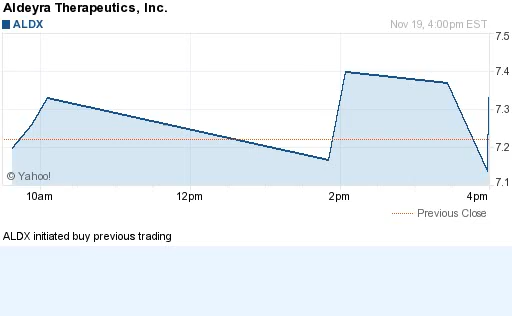 Aldeyra Therapeutics, Inc.
ALDX
Nov 19, 4:00pm EST
7.5
7.4
7.3
7.2
7.1
© Yahoo!
10am 12pm 2pm 4pm
Previous Close
ALDX initiated buy previous trading